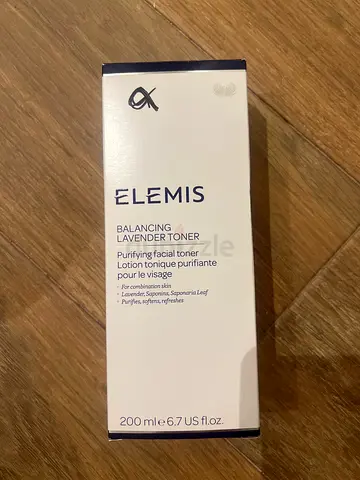 ELEMIS
BALANCING
LAVENDER TONER
dubizzle
Purifying facial toner
Lotion tonique purifiante
pour le visage
• For combination skin
• Lavender, Saponins, Saponaria Leaf
• Purifies, softens, refreshes
200 ml e 6.7 US fl.oz.